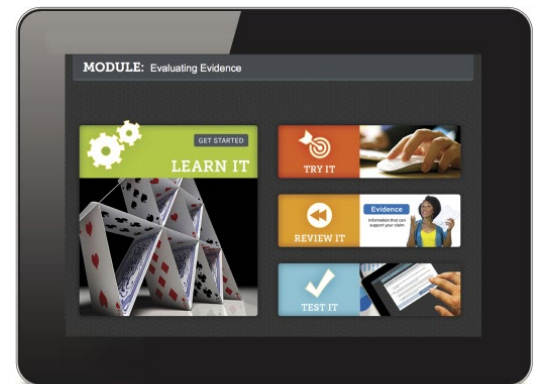 MODULE: Evaluating Evidence
GET STARTED
LEARN IT
TRY IT
Evidence
Information that can
support your claim
REVIEW IT
TEST IT